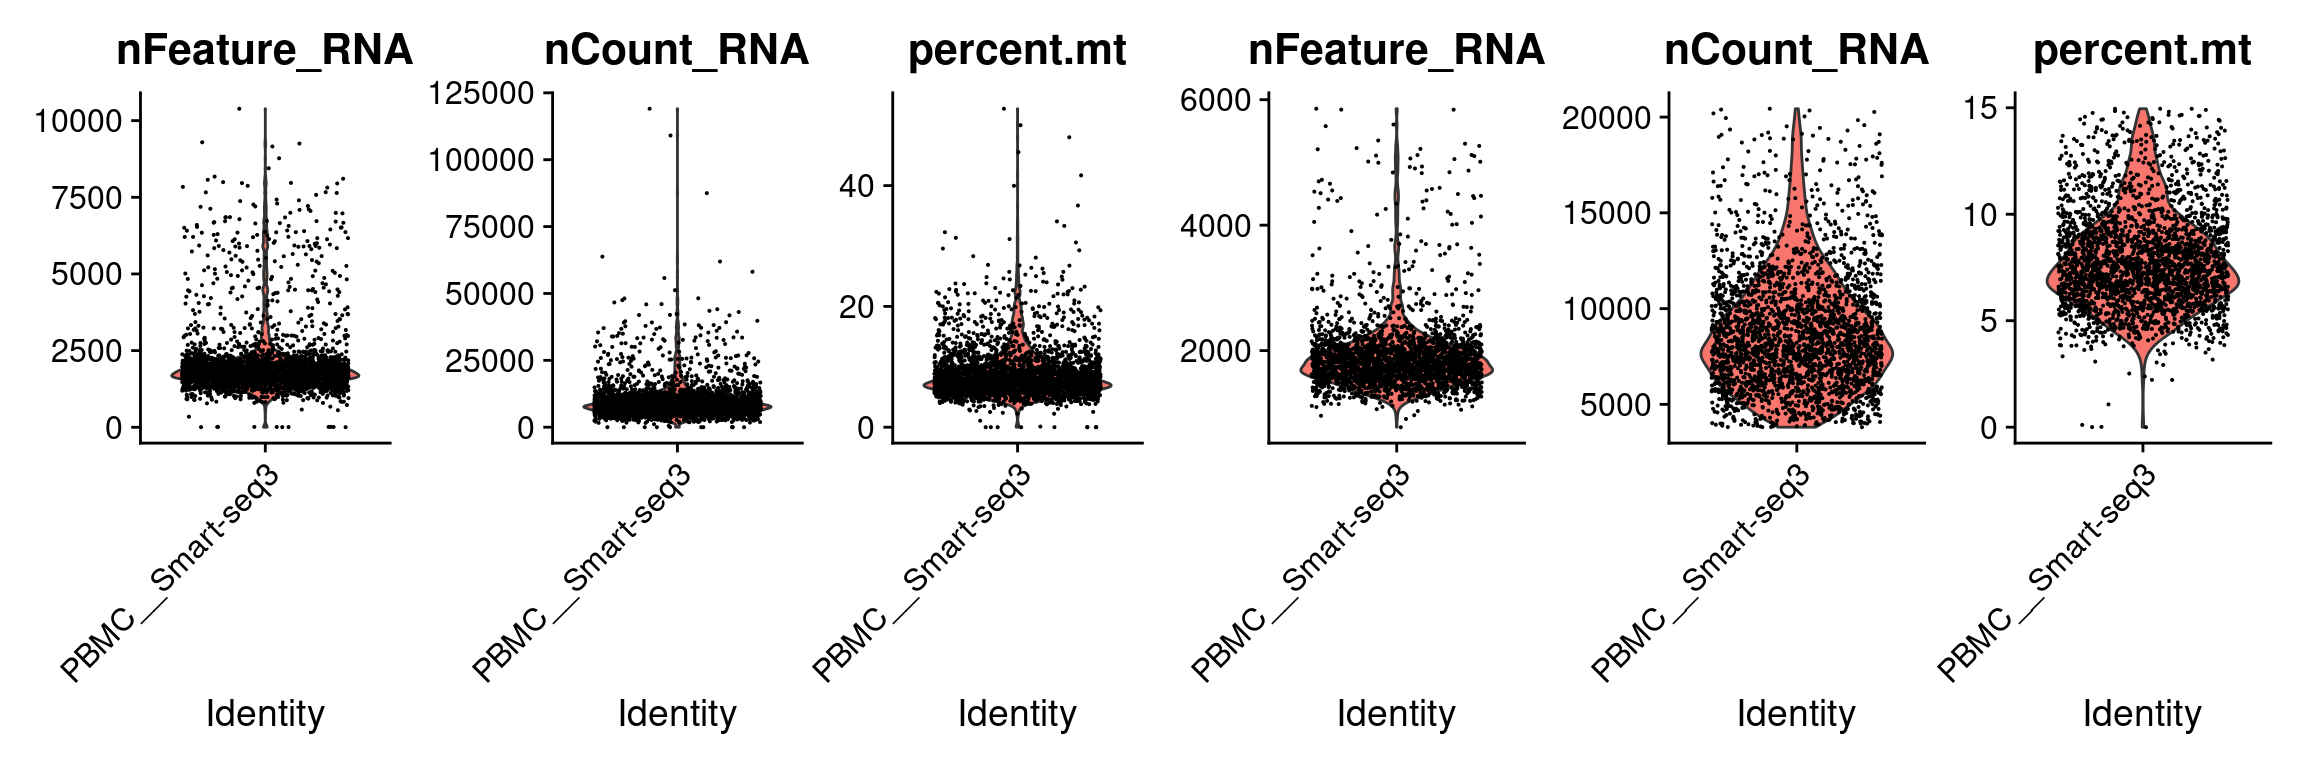 nFeature_RNA
10000
7500
5000
2500
0
PBMC__Smart-seq3
Identity
nCount_RNA
125000
100000
75000
50000
25000
0
PBMC__Smart-seq3
Identity
percent.mt
40
20
0
PBMC__Smart-seq3
Identity
nFeature_RNA
6000
4000
2000
PBMC__Smart-seq3
Identity
nCount_RNA
20000
15000
10000
5000
PBMC__Smart-seq3
Identity
percent.mt
15
10
5
0
PBMC__Smart-seq3
Identity